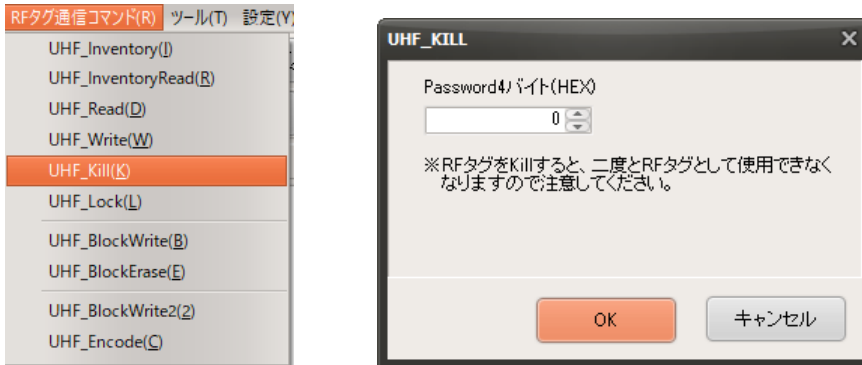 RFタグ通信コマンド(R) ツール(T) 設定(Y)
UHF_Inventory(I)
UHF_InventoryRead(R)
UHF_Read(D)
UHF_Write(W)
UHF_Kill(K)
UHF_Lock(L)
UHF_BlockWrite(B)
UHF_BlockErase(E)
UHF_BlockWrite2(2)
UHF_Encode(C)
UHF_KILL
Password4バイト(HEX)
0
※RFタグをKillすると、二度とRFタグとして使用できなく
なりますので注意してください。
OK キャンセル